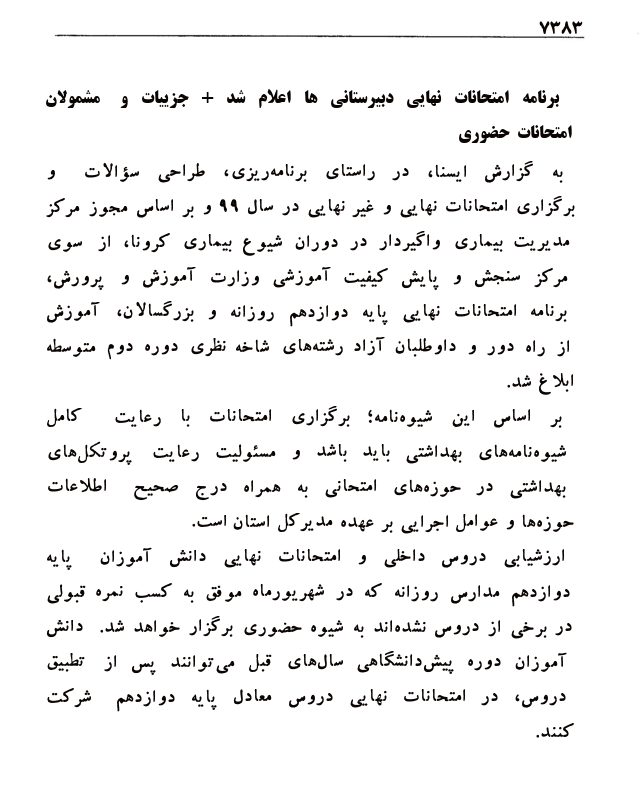 ۷۳۸۳
برنامه امتحانات نهایی دبیرستانی ها اعلام شد + جزییات و مشمولان
امتحانات حضوری
به گزارش ایسنا، در راستای برنامه‌ریزی، طراحی سؤالات و
برگزاری امتحانات نهایی و غیر نهایی در سال ۹۹ و بر اساس مجوز مرکز
مدیریت بیماری واگیردار در دوران شیوع بیماری کرونا، از سوی
مرکز سنجش و پایش کیفیت آموزشی وزارت آموزش و پرورش،
برنامه امتحانات نهایی پایه دوازدهم روزانه و بزرگسالان، آموزش
از راه دور و داوطلبان آزاد رشته‌های شاخه نظری دوره دوم متوسطه
ابلاغ شد.
بر اساس این شیوه‌نامه؛ برگزاری امتحانات با رعایت کامل
شیوه‌نامه‌های بهداشتی باید باشد و مسئولیت رعایت پروتکل‌های
بهداشتی در حوزه‌های امتحانی به همراه درج صحیح اطلاعات
حوزه‌ها و عوامل اجرایی بر عهده مدیرکل استان است.
ارزشیابی دروس داخلی و امتحانات نهایی دانش آموزان پایه
دوازدهم مدارس روزانه که در شهریورماه موفق به کسب نمره قبولی
در برخی از دروس نشده‌اند به شیوه حضوری برگزار خواهد شد. دانش
آموزان دوره پیش‌دانشگاهی سال‌های قبل می‌توانند پس از تطبیق
دروس، در امتحانات نهایی دروس معادل پایه دوازدهم شرکت
کنند.